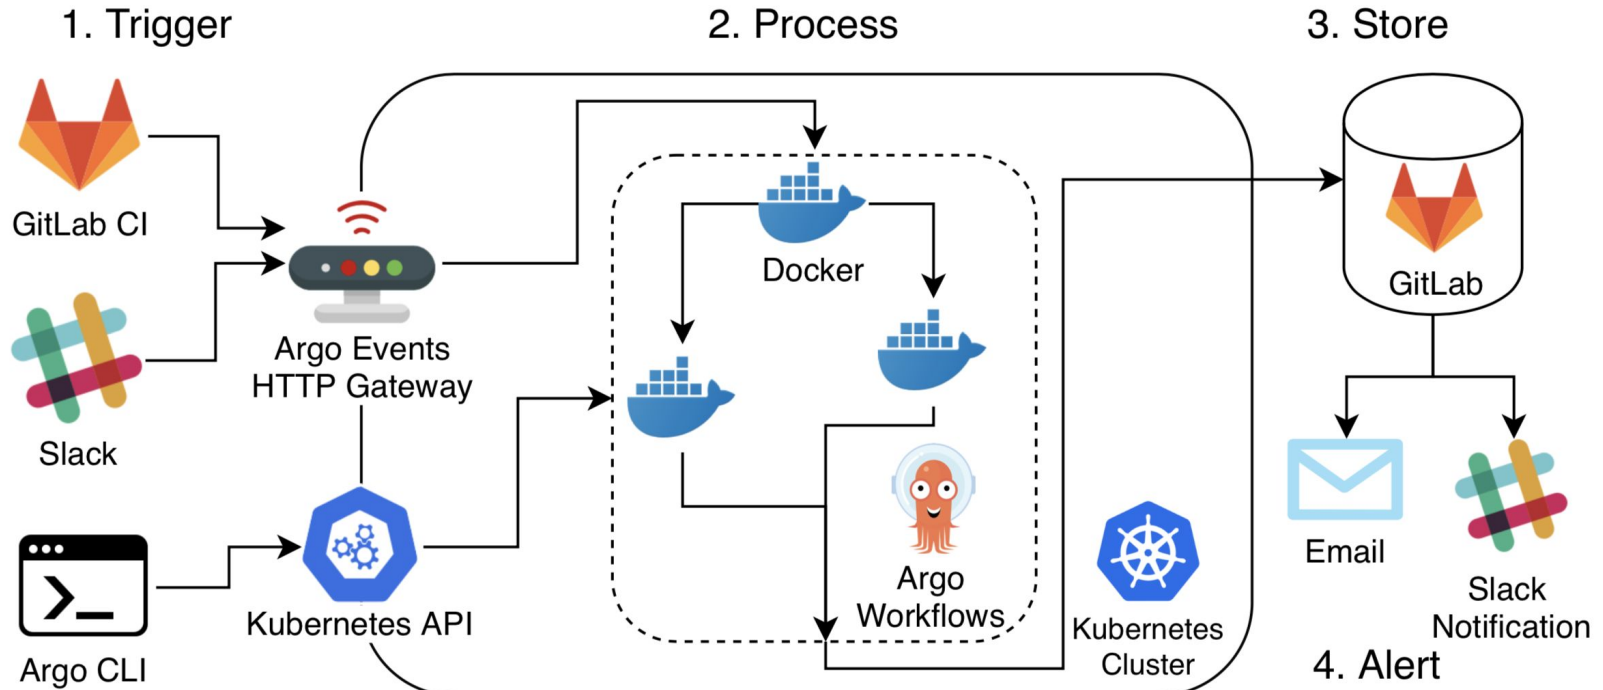 1. Trigger
2. Process
3. Store
GitLab CI
Docker
GitLab
Argo Events
HTTP Gateway
Slack
Email
Argo
Workflows
Slack
Notification
Kubernetes API
Kubernetes
Cluster
Argo CLI
4. Alert